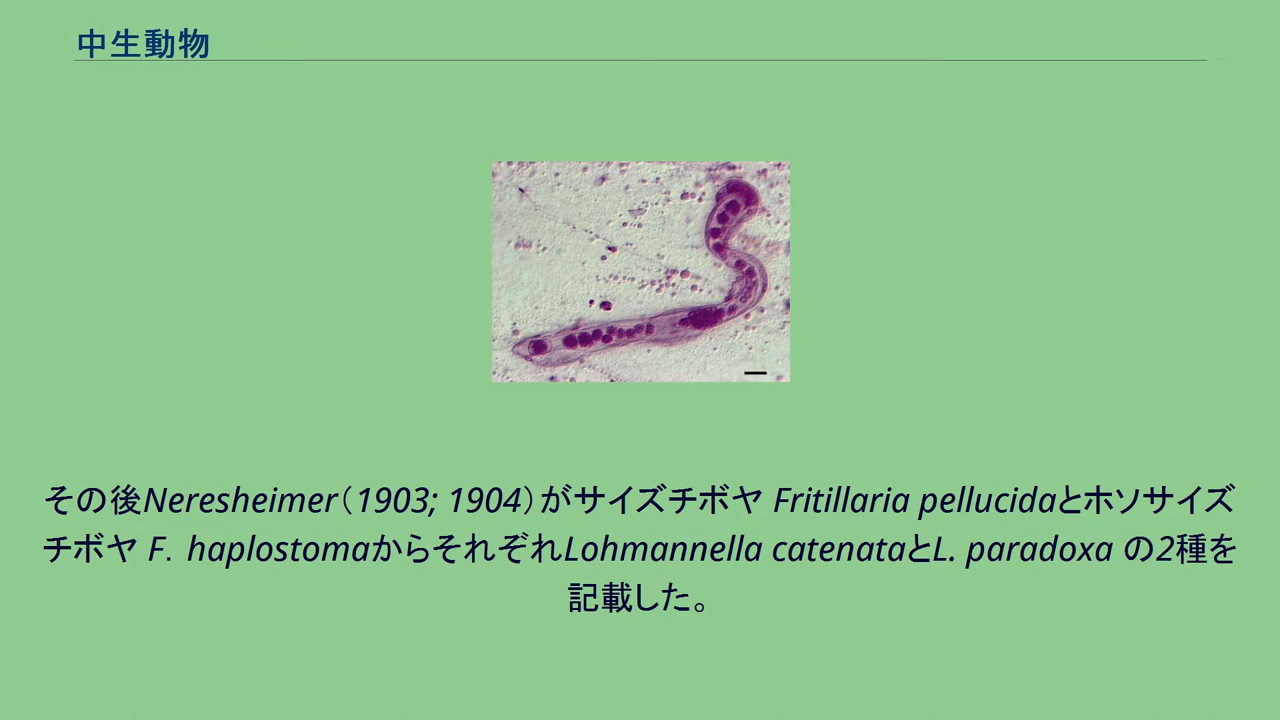 中生動物
その後Neresheimer（1903; 1904）がサイズチボヤ Fritillaria pellucidaとホソサイズ
チボヤ F. haplostomaからそれぞれLohmannella catenataとL. paradoxa の2種を
記載した。